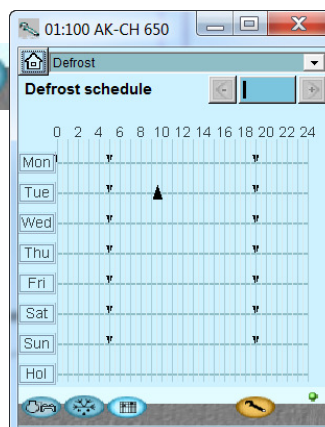 01:100 AK-CH 650
Defrost
Defrost schedule
0 2 4 6 8 10 12 14 16 18 20 22 24
Mon
Tue
Wed
Thu
Fri
Sat
Sun
Hol